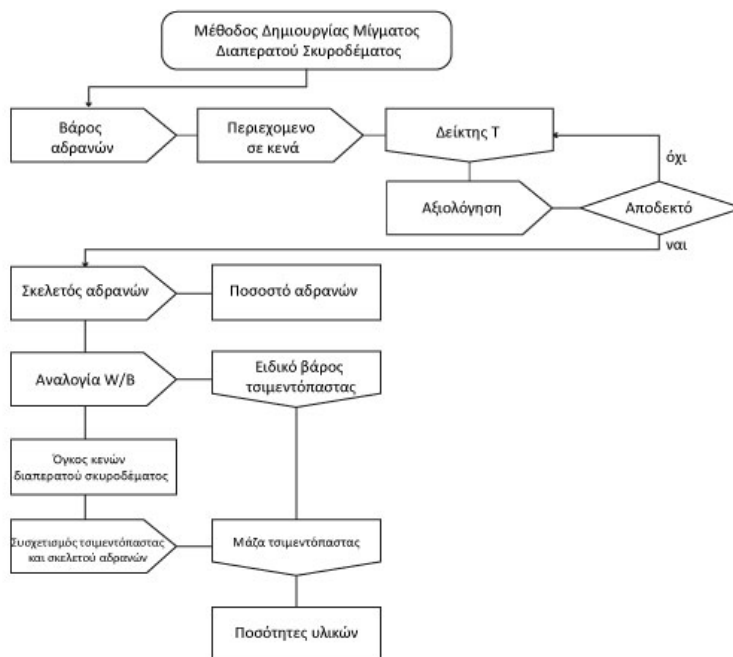 Μέθοδος Δημιουργίας Μίγματος
Διαπερατού Σκυροδέματος
Βάρος
αδρανών
Περιεχομενο
σε κενά
Δείκτης Τ
όχι
Αξιολόγηση
Αποδεκτό
ναι
Σκελετός αδρανών
Ποσοστό αδρανών
Αναλογία W/B
Ειδικό βάρος
τσιμεντόπαστας
Όγκος κενών
διαπερατού σκυροδέματος
Συσχετισμός τσιμεντόπαστας
και σκελετού αδρανών
Μάζα τσιμεντόπαστας
Ποσότητες υλικών